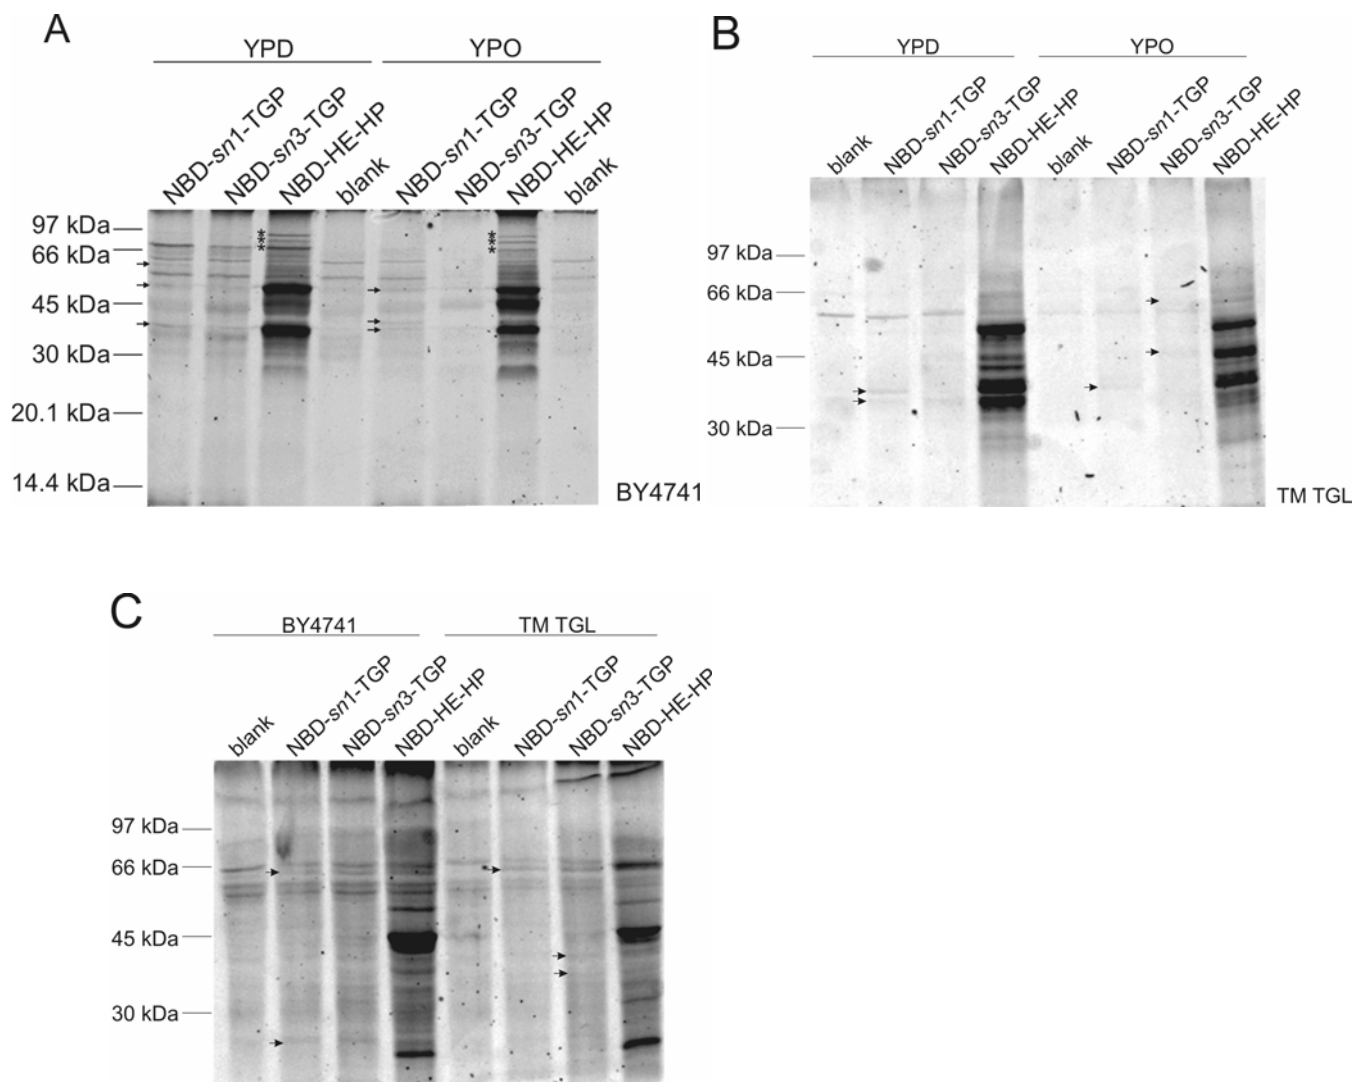 A
YPD YPO
NBD-sn1-TGP NBD-sn3-TGP NBD-HE-HP blank NBD-sn1-TGP NBD-sn3-TGP NBD-HE-HP blank
97 kDa
66 kDa
45 kDa
30 kDa
20.1 kDa
14.4 kDa
***
***
BY4741
B
YPD YPO
blank NBD-sn1-TGP NBD-sn3-TGP NBD-HE-HP blank NBD-sn1-TGP NBD-sn3-TGP NBD-HE-HP
97 kDa
66 kDa
45 kDa
30 kDa
TM TGL
C
BY4741 TM TGL
blank NBD-sn1-TGP NBD-sn3-TGP NBD-HE-HP blank NBD-sn1-TGP NBD-sn3-TGP NBD-HE-HP
97 kDa
66 kDa
45 kDa
30 kDa